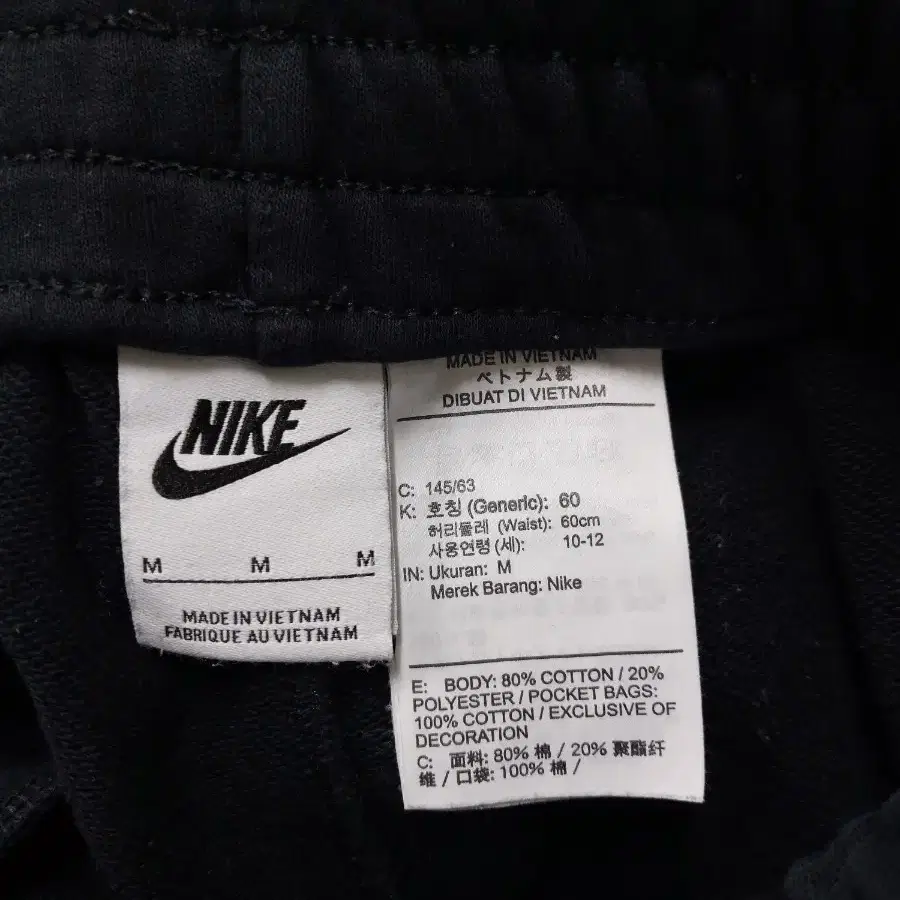 NIKE
M M M
MADE IN VIETNAM
FABRIQUE AU VIETNAM
MADE IN VIETNAM
ベトナム製
DIBUAT DI VIETNAM
C: 145/63
K: 호칭 (Generic): 60
허리둘레 (Waist): 60cm
사용연령 (세): 10-12
IN: Ukuran: M
Merek Barang: Nike
E: BODY: 80% COTTON / 20%
POLYESTER / POCKET BAGS:
100% COTTON / EXCLUSIVE OF
DECORATION
C: 面料: 80% 棉 / 20% 聚酯纤
维 / 口袋: 100% 棉 /